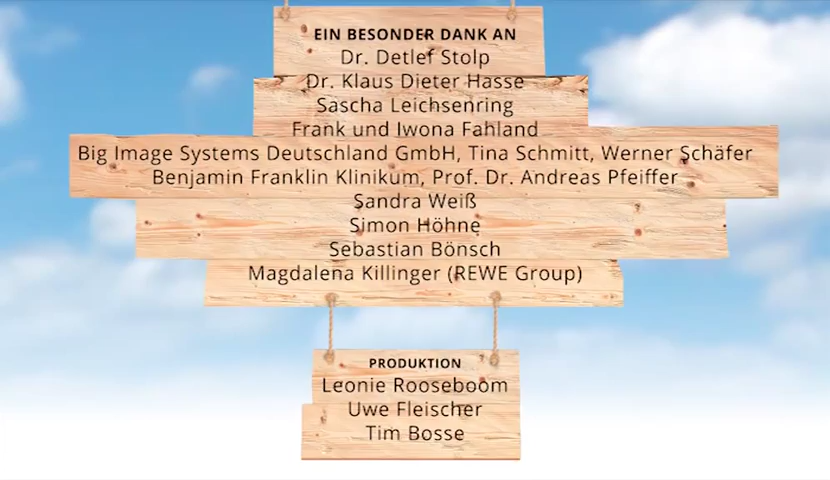 EIN BESONDER DANK AN
Dr. Detlef Stolp
Dr. Klaus Dieter Hasse
Sascha Leichsenring
Frank und Iwona Fahland
Big Image Systems Deutschland GmbH, Tina Schmitt, Werner Schäfer
Benjamin Franklin Klinikum, Prof. Dr. Andreas Pfeiffer
Sandra Weiß
Simon Höhne
Sebastian Bönsch
Magdalena Killinger (REWE Group)
PRODUKTION
Leonie Rooseboom
Uwe Fleischer
Tim Bosse